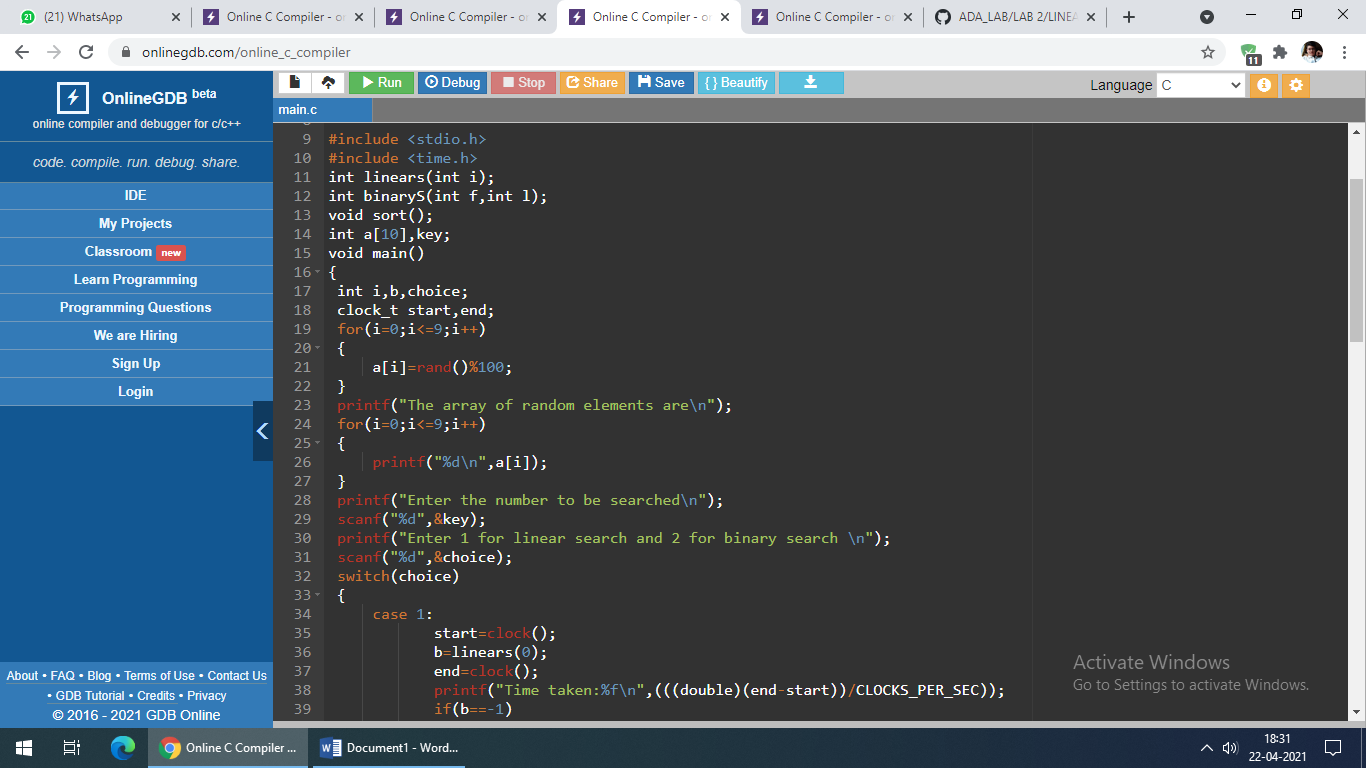 (21) WhatsApp
Online C Compiler - o
Online C Compiler - o
Online C Compiler - o
Online C Compiler - o
ADA_LAB/LAB 2/LINEA
onlinegdb.com/online_c_compiler
11
OnlineGDB beta
online compiler and debugger for c/c++
code. compile. run. debug. share.
IDE
My Projects
Classroom new
Learn Programming
Programming Questions
We are Hiring
Sign Up
Login
About • FAQ • Blog • Terms of Use • Contact Us
• GDB Tutorial • Credits • Privacy
© 2016 - 2021 GDB Online
Run Debug Stop Share Save { } Beautify
Language C
main.c
9 #include <stdio.h>
10 #include <time.h>
11 int linears(int i);
12 int binaryS(int f,int l);
13 void sort();
14 int a[10],key;
15 void main()
16 {
17 int i,b,choice;
18 clock_t start,end;
19 for(i=0;i<=9;i++)
20 {
21 a[i]=rand()%100;
22 }
23 printf("The array of random elements are\n");
24 for(i=0;i<=9;i++)
25 {
26 printf("%d\n",a[i]);
27 }
28 printf("Enter the number to be searched\n");
29 scanf("%d",&key);
30 printf("Enter 1 for linear search and 2 for binary search \n");
31 scanf("%d",&choice);
32 switch(choice)
33 {
34 case 1:
35 start=clock();
36 b=linears(0);
37 end=clock();
38 printf("Time taken:%f\n",(((double)(end-start))/CLOCKS_PER_SEC));
39 if(b==-1)
Activate Windows
Go to Settings to activate Windows.
Online C Compiler ...
Document1 - Word...
18:31
22-04-2021